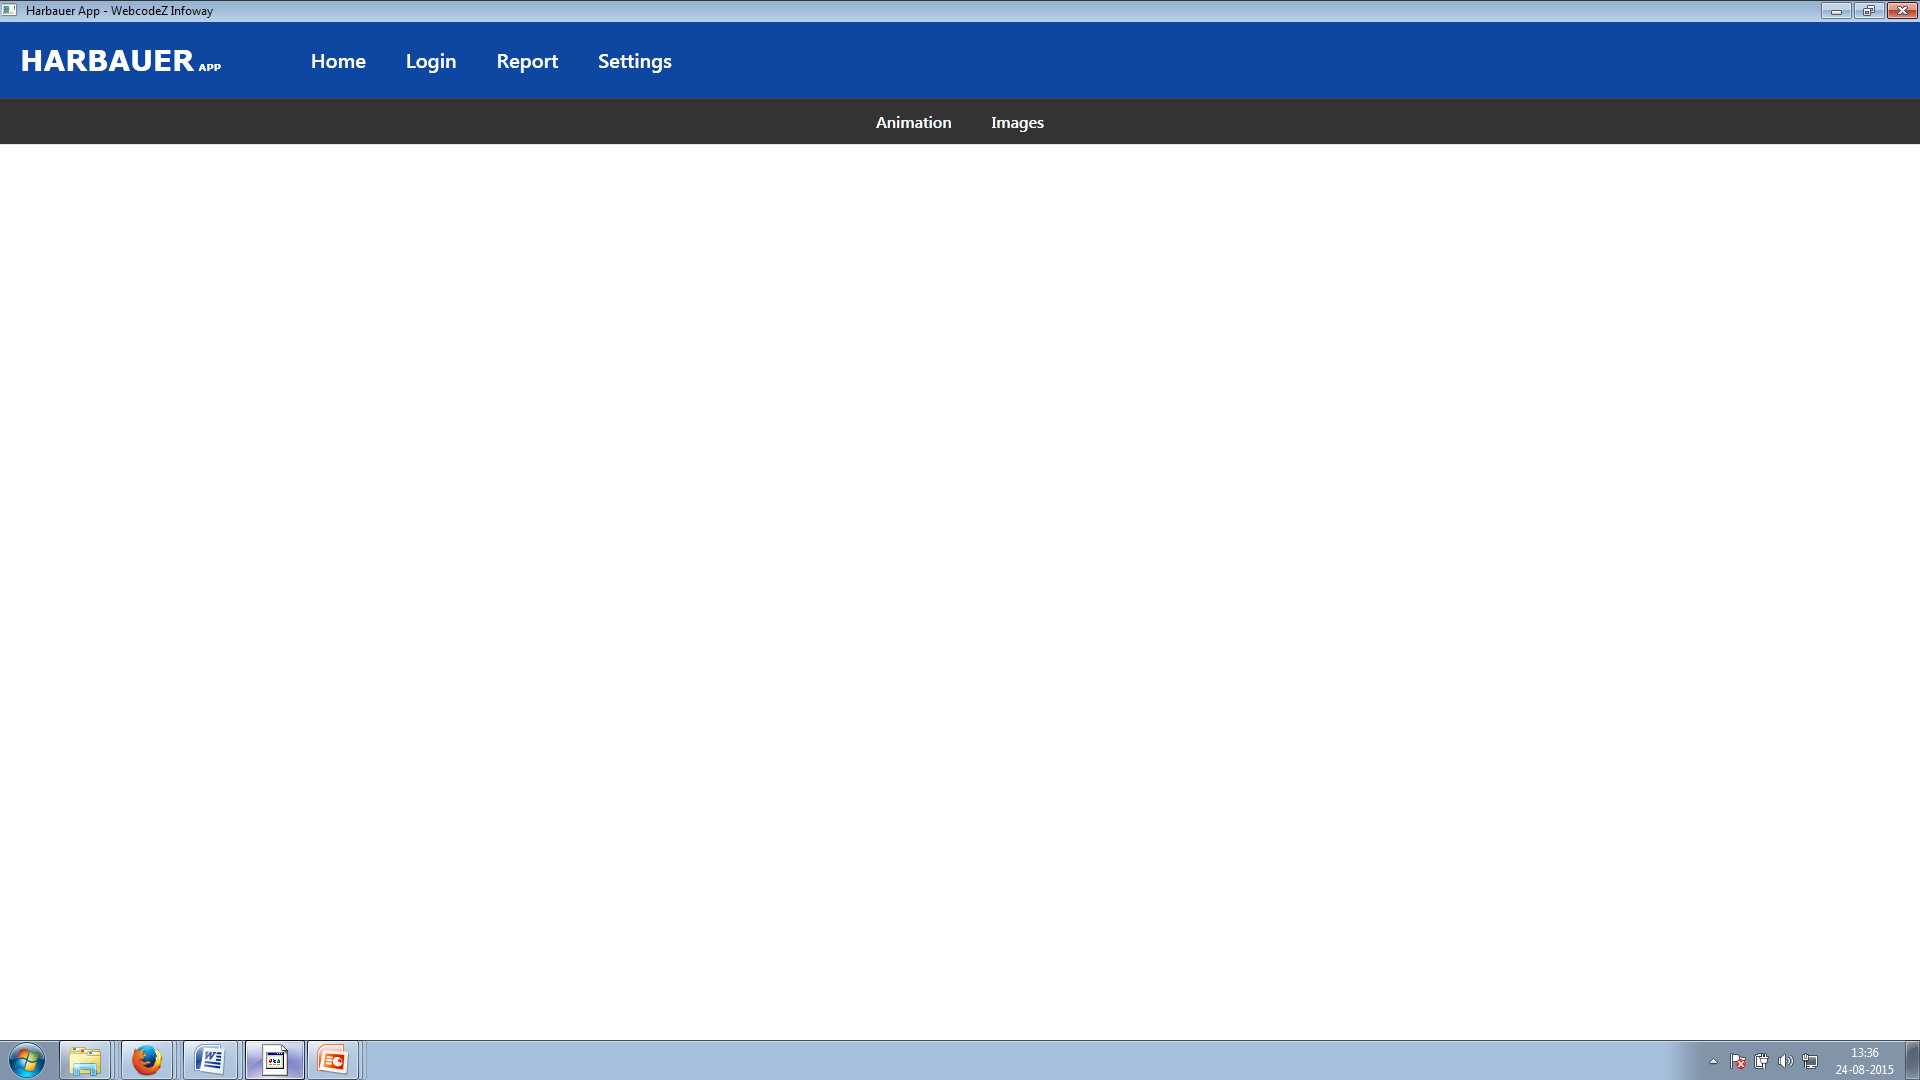 Harbauer App - WebcodeZ Infoway
HARBAUER APP Home Login Report Settings
Animation Images
13:36
24-08-2015